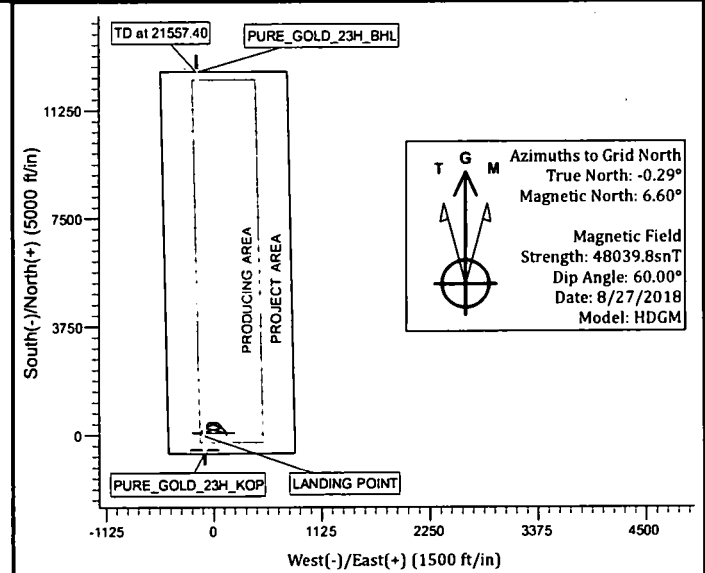 TD at 21557.40
PURE_GOLD_23H_BHL
11250
7500
3750
0
South(-)/North(+) (5000 ft/in)
PRODUCING AREA
PROJECT AREA
T G M
Azimuths to Grid North
True North: -0.29°
Magnetic North: 6.60°
Magnetic Field
Strength: 48039.8snT
Dip Angle: 60.00°
Date: 8/27/2018
Model: HDGM
PURE_GOLD_23H_KOP
LANDING POINT
-1125
0
1125
2250
3375
4500
West(-)/East(+) (1500 ft/in)